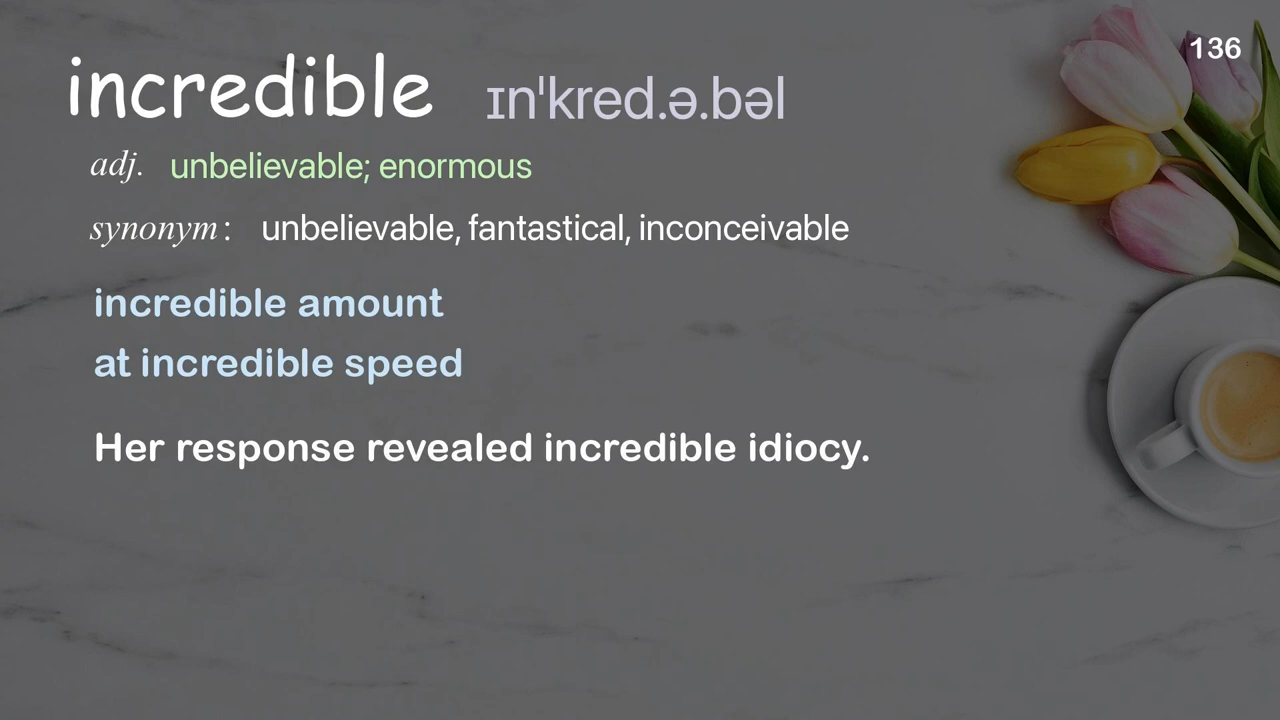 136
incredible ɪnˈkred.ə.bəl
adj. unbelievable; enormous
synonym: unbelievable, fantastical, inconceivable
incredible amount
at incredible speed
Her response revealed incredible idiocy.